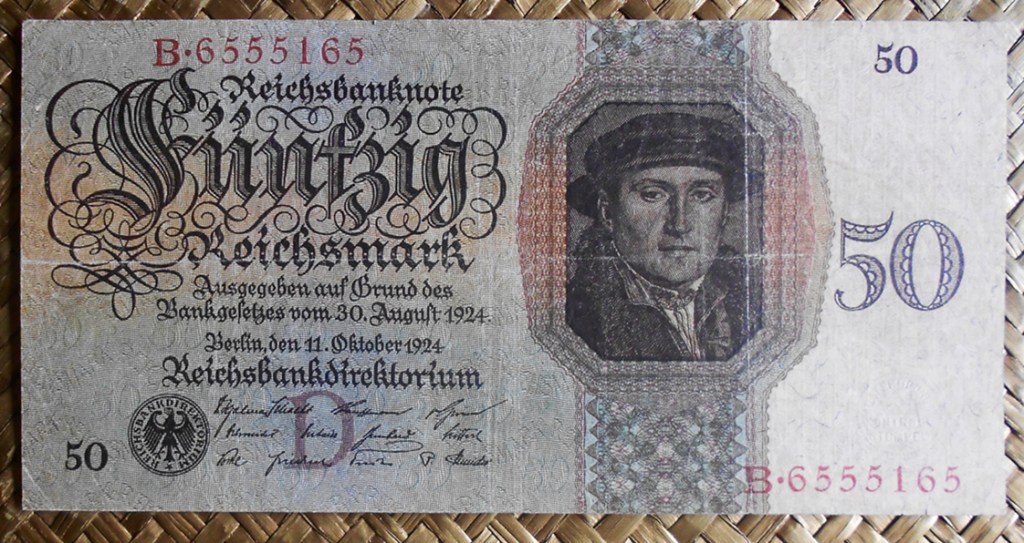 B·6555165
50
Reichsbanknote
Fünfzig
Reichsmark
50
Ausgegeben auf Grund des
Bankgesetzes vom 30. August 1924
Berlin, den 11. Oktober 1924
Reichsbankdirektorium
REICHSBANKDIREKTORIUM
D
50
B·6555165